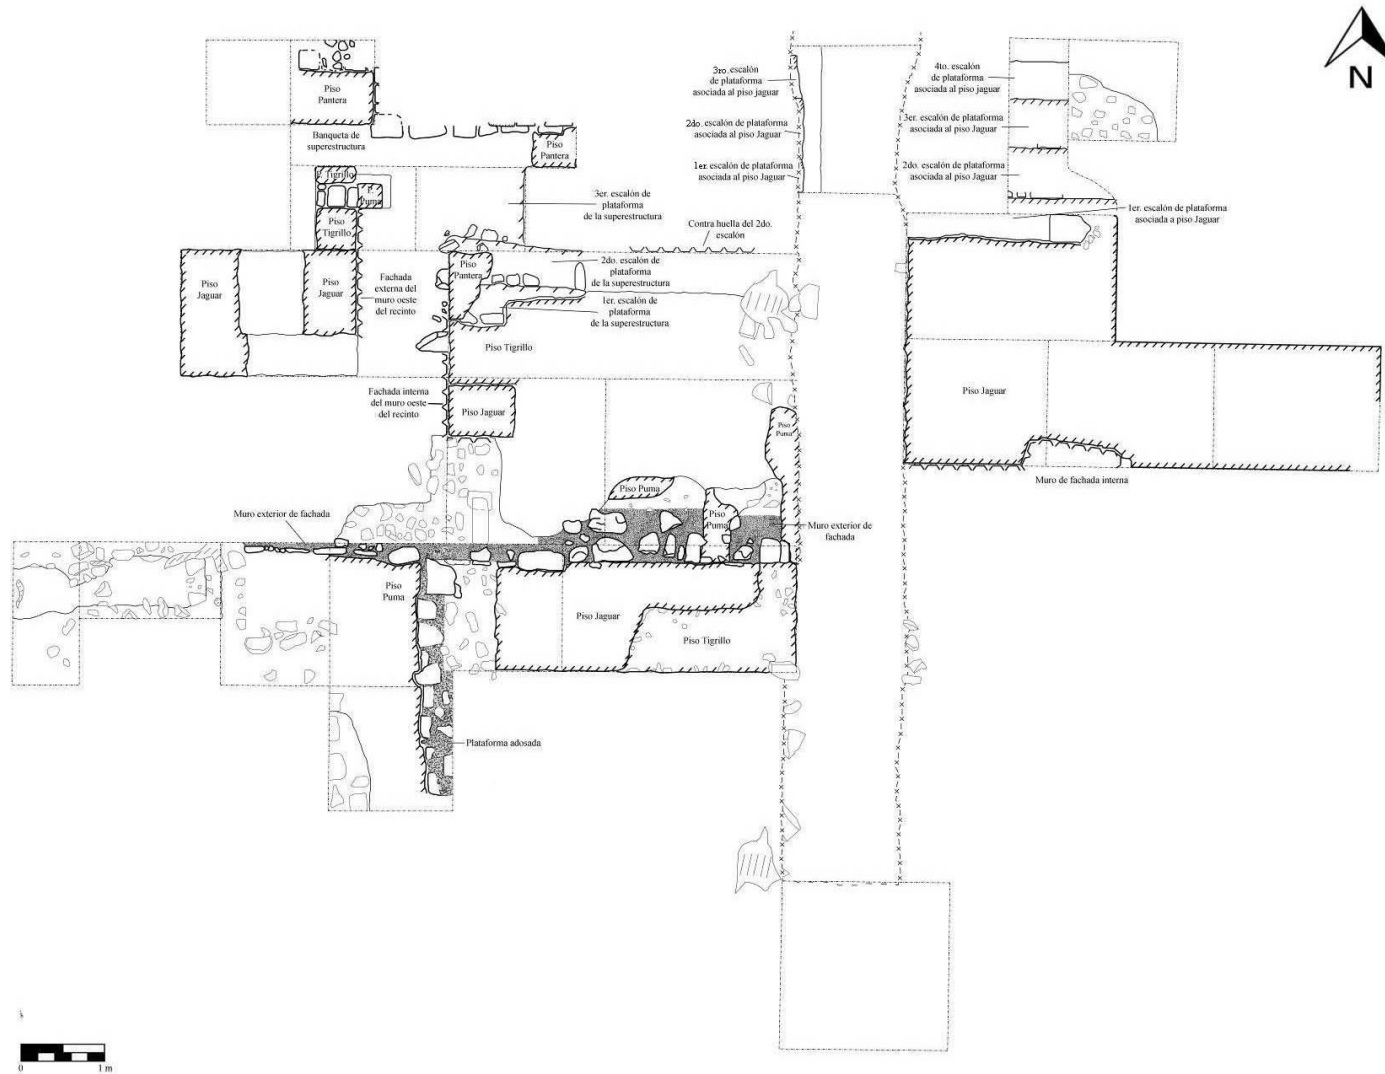 N
3ro. escalón
de plataforma
asociada al piso jaguar
4to. escalón
de plataforma
asociada al piso jaguar
Piso
Pantera
2do. escalón de plataforma
asociada al piso Jaguar
3er. escalón de plataforma
asociada al piso Jaguar
Banqueta de
superestructura
Piso
Pantera
1er. escalón de plataforma
asociada al piso Jaguar
2do. escalón de plataforma
asociada al piso Jaguar
P. Tigrillo
P.
Puma
3er. escalón de
plataforma
de la superestructura
1er. escalón de plataforma
asociada a piso Jaguar
Piso
Tigrillo
Contra huella del 2do.
escalón
Piso
Jaguar
Piso
Jaguar
Fachada
externa del
muro oeste
del recinto
Piso
Pantera
2do. escalón de
plataforma
de la superestructura
1er. escalón de
plataforma
de la superestructura
Piso Tigrillo
Fachada interna
del muro oeste
del recinto
Piso Jaguar
Piso Jaguar
Piso
Puma
Muro de fachada interna
Piso Puma
Muro exterior de fachada
Piso
Puma
Muro exterior de
fachada
Piso
Puma
Piso Jaguar
Piso Tigrillo
Plataforma adosada
0 1 m